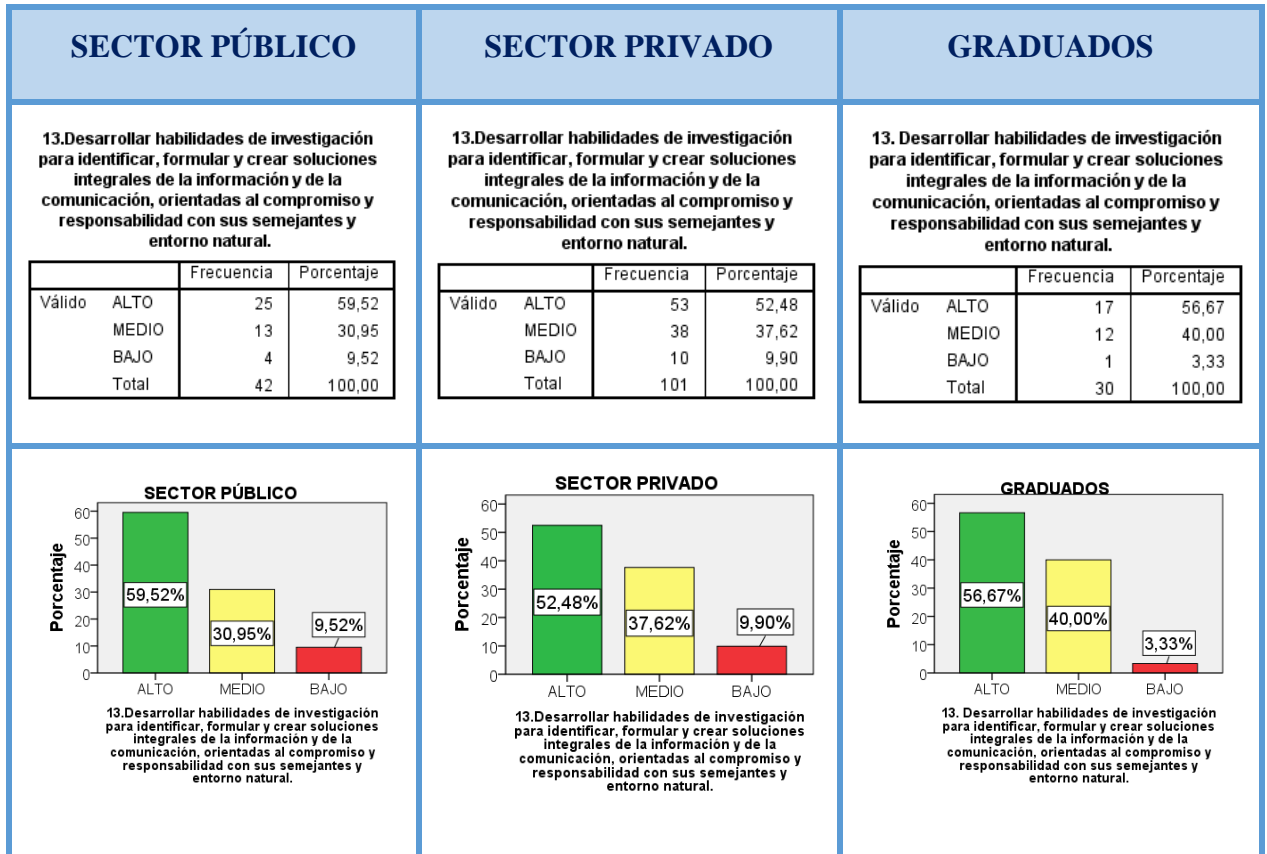 SECTOR PÚBLICO
SECTOR PRIVADO
GRADUADOS
13.Desarrollar habilidades de investigación
para identificar, formular y crear soluciones
integrales de la información y de la
comunicación, orientadas al compromiso y
responsabilidad con sus semejantes y
entorno natural.
Frecuencia Porcentaje
Válido ALTO 25 59,52
MEDIO 13 30,95
BAJO 4 9,52
Total 42 100,00
13.Desarrollar habilidades de investigación
para identificar, formular y crear soluciones
integrales de la información y de la
comunicación, orientadas al compromiso y
responsabilidad con sus semejantes y
entorno natural.
Frecuencia Porcentaje
Válido ALTO 53 52,48
MEDIO 38 37,62
BAJO 10 9,90
Total 101 100,00
13. Desarrollar habilidades de investigación
para identificar, formular y crear soluciones
integrales de la información y de la
comunicación, orientadas al compromiso y
responsabilidad con sus semejantes y
entorno natural.
Frecuencia Porcentaje
Válido ALTO 17 56,67
MEDIO 12 40,00
BAJO 1 3,33
Total 30 100,00
SECTOR PÚBLICO
Porcentaje
60
50
40
30
20
10
0
59,52%
30,95%
9,52%
ALTO MEDIO BAJO
13.Desarrollar habilidades de investigación
para identificar, formular y crear soluciones
integrales de la información y de la
comunicación, orientadas al compromiso y
responsabilidad con sus semejantes y
entorno natural.
SECTOR PRIVADO
Porcentaje
60
50
40
30
20
10
0
52,48%
37,62%
9,90%
ALTO MEDIO BAJO
13.Desarrollar habilidades de investigación
para identificar, formular y crear soluciones
integrales de la información y de la
comunicación, orientadas al compromiso y
responsabilidad con sus semejantes y
entorno natural.
GRADUADOS
Porcentaje
60
50
40
30
20
10
0
56,67%
40,00%
3,33%
ALTO MEDIO BAJO
13. Desarrollar habilidades de investigación
para identificar, formular y crear soluciones
integrales de la información y de la
comunicación, orientadas al compromiso y
responsabilidad con sus semejantes y
entorno natural.